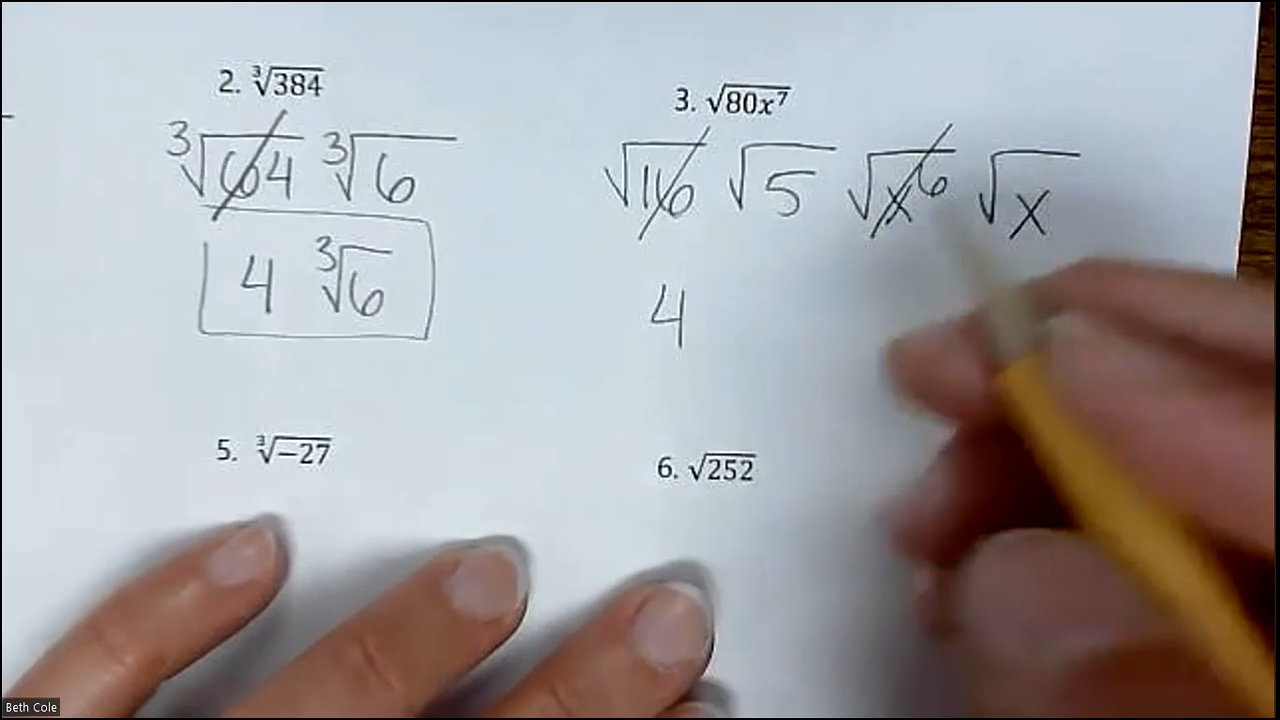 2. ∛384
∛64 ∛6
4 ∛6
3. √80x⁷
√16 √5 √x⁶ √x
4
5. ∛−27
6. √252
Beth Cole